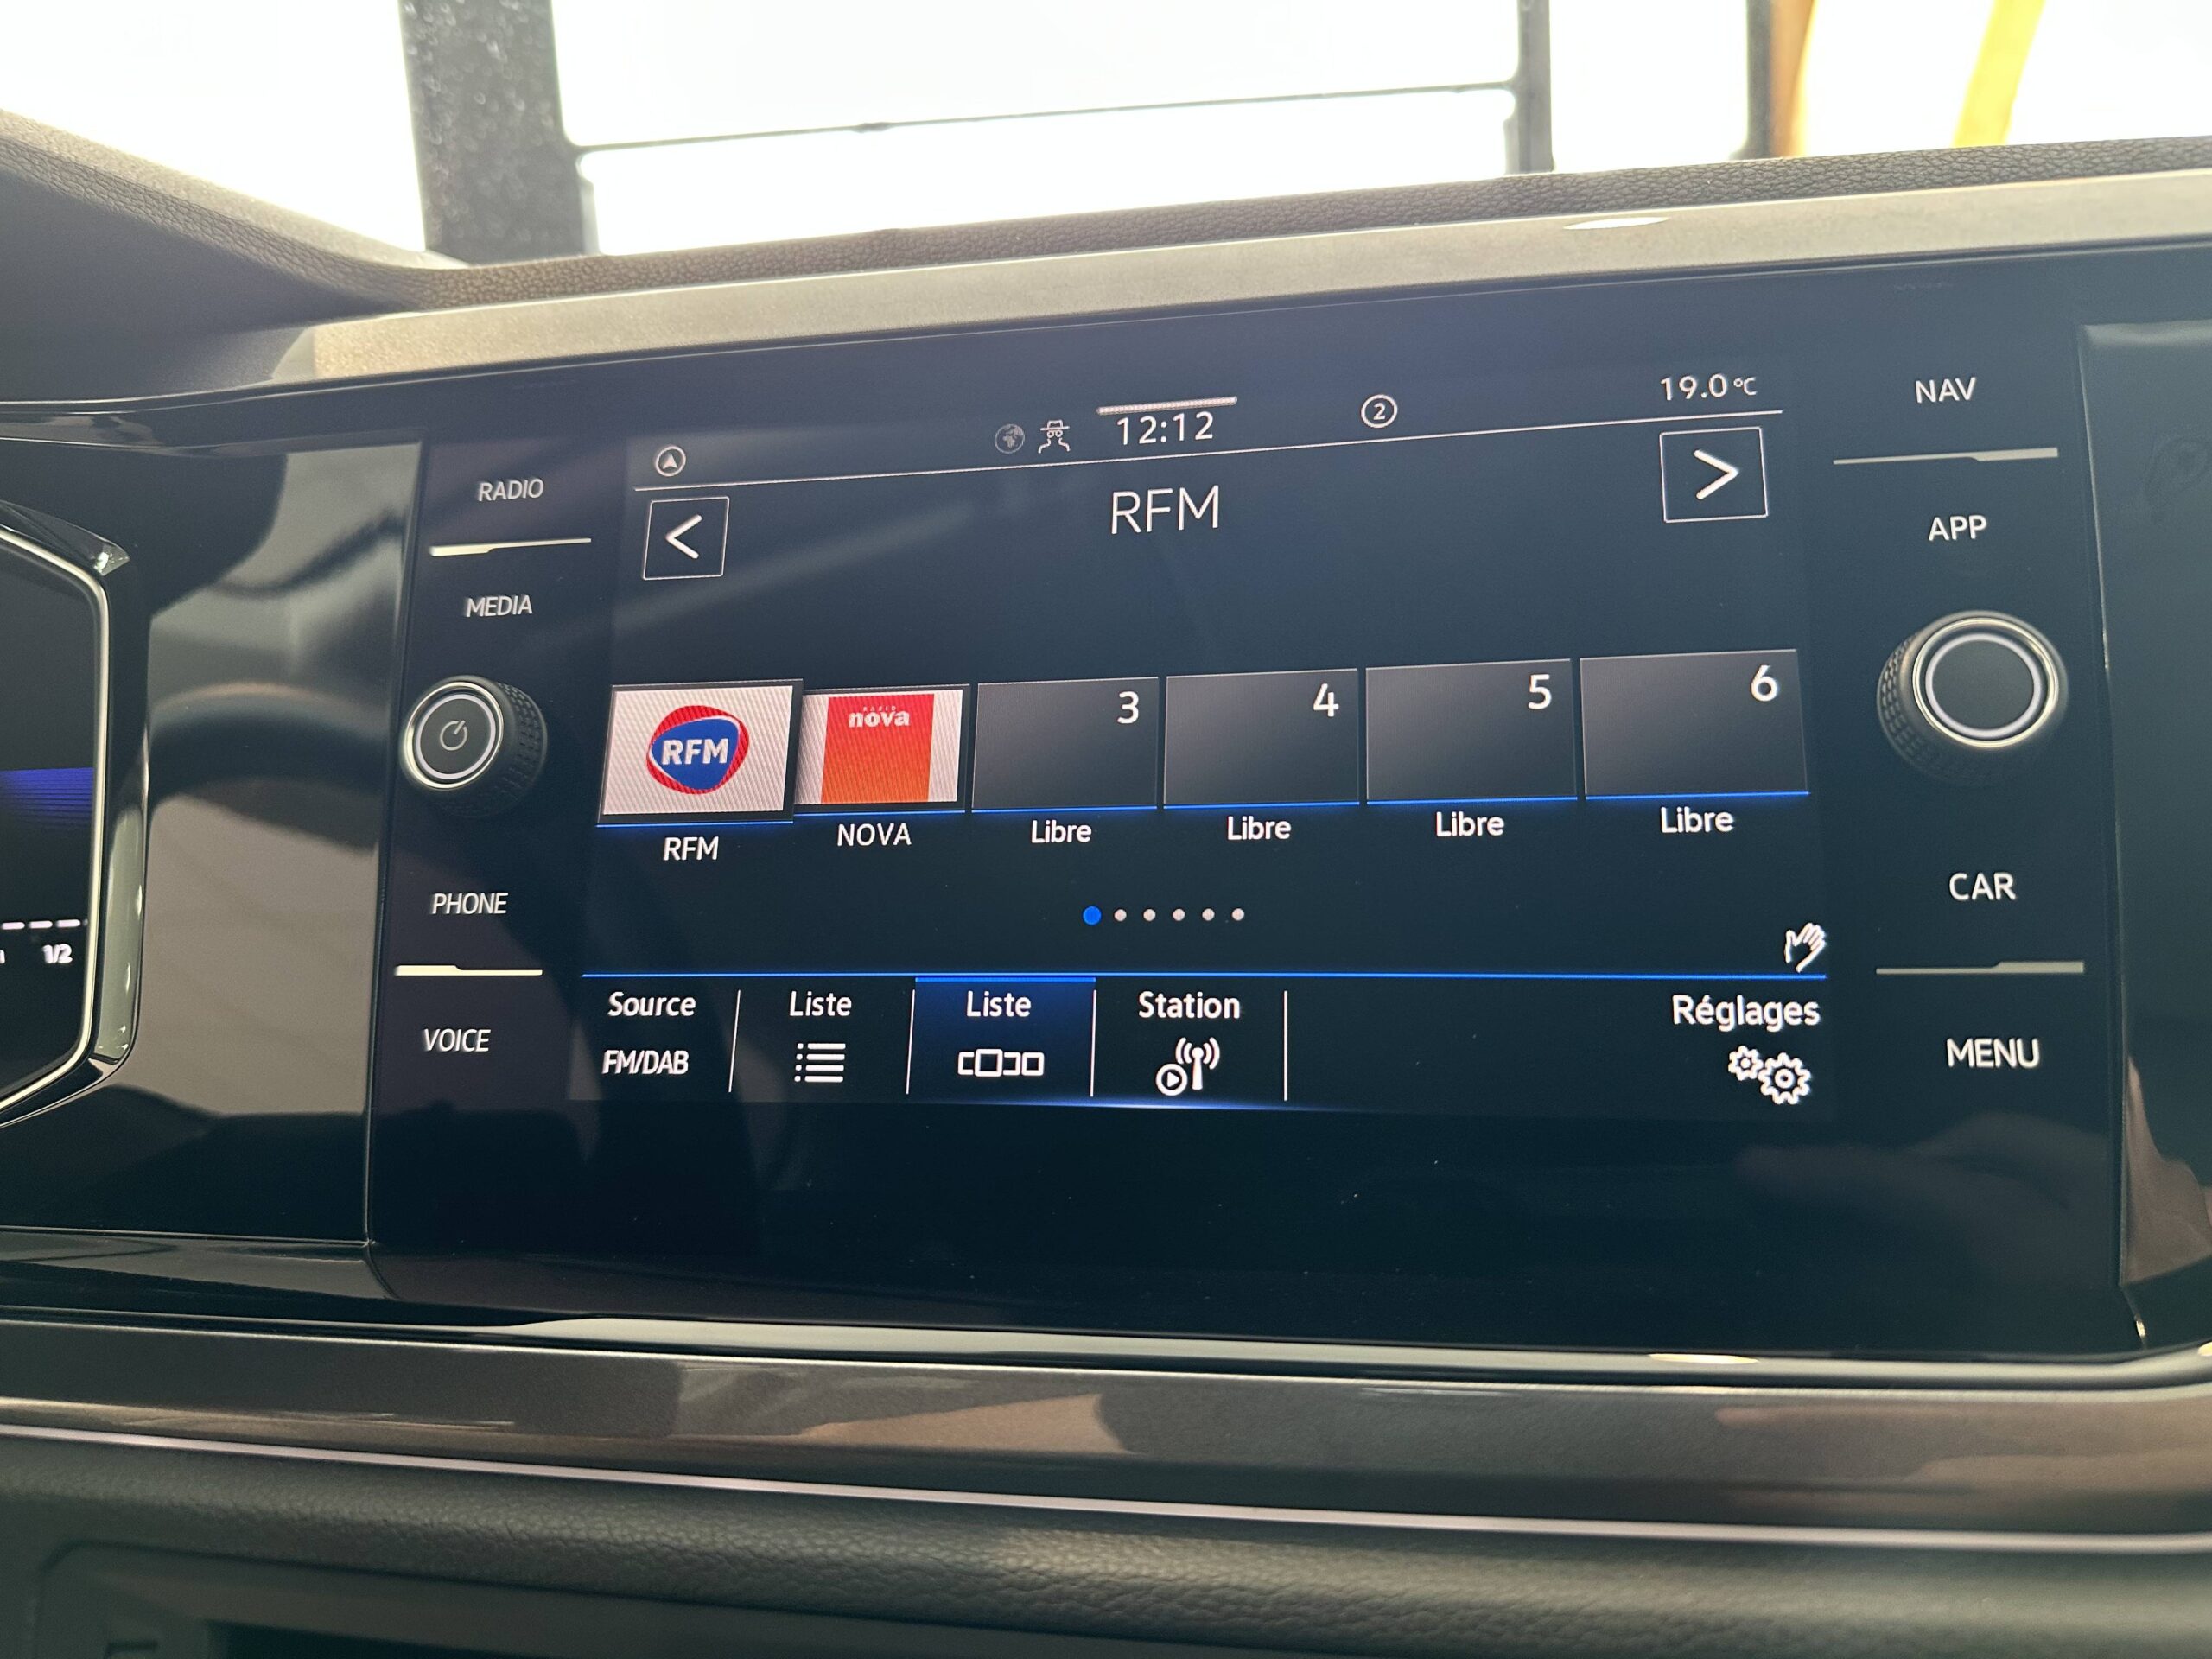 19.0°C
12:12
2
NAV
RADIO
RFM
APP
MEDIA
RFM
nova
3
4
5
6
RFM
NOVA
Libre
Libre
Libre
Libre
PHONE
CAR
1/2
Source
Liste
Liste
Station
Réglages
FM/DAB
VOICE
MENU